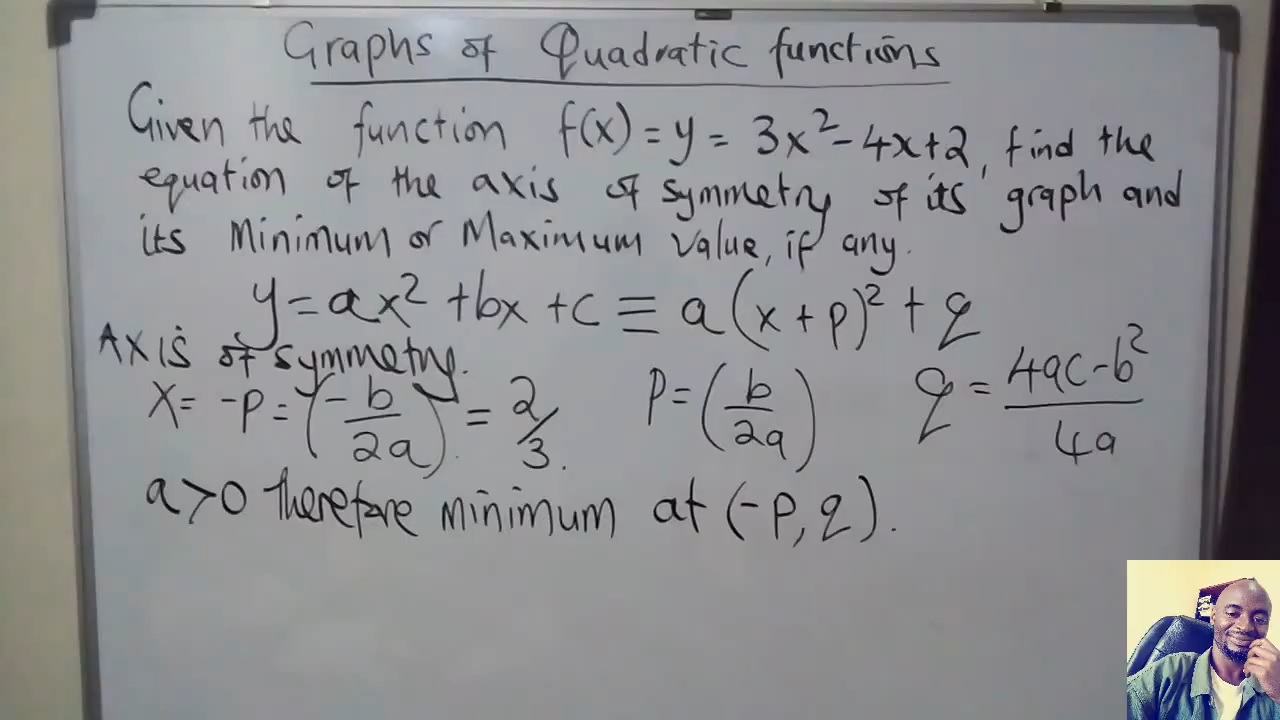 Graphs of Quadratic functions
Given the function f(x) = y = 3x² - 4x + 2, find the
equation of the axis of symmetry of its graph and
its Minimum or Maximum Value, if any.
y = ax² + bx + c ≡ a(x + p)² + q
Axis of symmetry.
x = -p = (-b/2a) = 2/3. p = (b/2a) q = 4ac-b²/4a
a>0 therefore minimum at (-p, q).